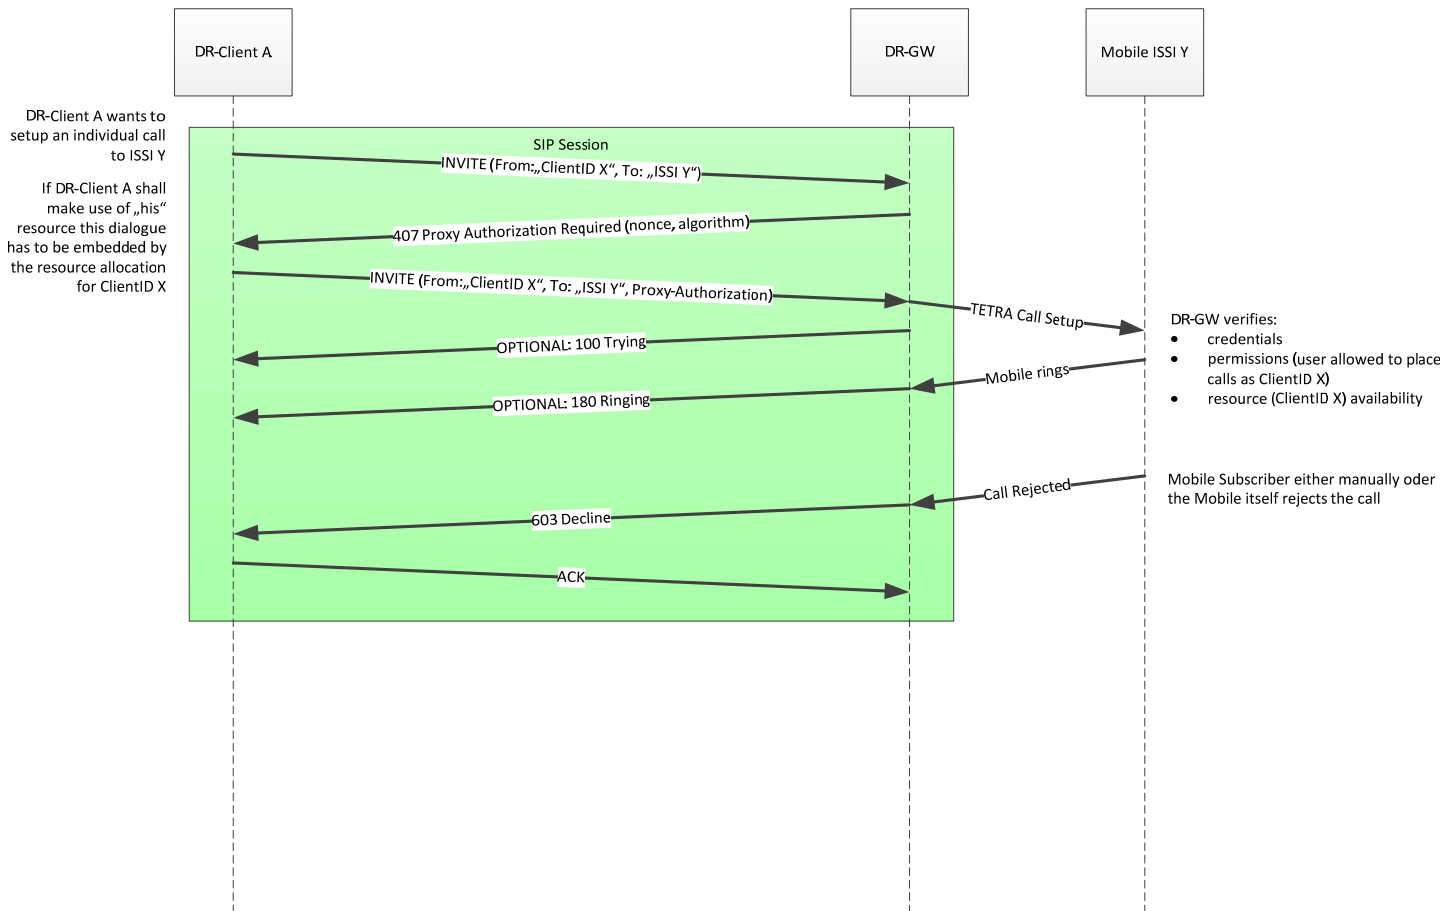 DR-Client A
DR-GW
Mobile ISSI Y
DR-Client A wants to
setup an individual call
to ISSI Y
If DR-Client A shall
make use of „his“
resource this dialogue
has to be embedded by
the resource allocation
for ClientID X
SIP Session
INVITE (From:„ClientID X“, To: „ISSI Y“)
407 Proxy Authorization Required (nonce, algorithm)
INVITE (From:„ClientID X“, To: „ISSI Y“, Proxy-Authorization)
TETRA Call Setup
OPTIONAL: 100 Trying
Mobile rings
OPTIONAL: 180 Ringing
Call Rejected
603 Decline
ACK
DR-GW verifies:
• credentials
• permissions (user allowed to place
calls as ClientID X)
• resource (ClientID X) availability
Mobile Subscriber either manually oder
the Mobile itself rejects the call